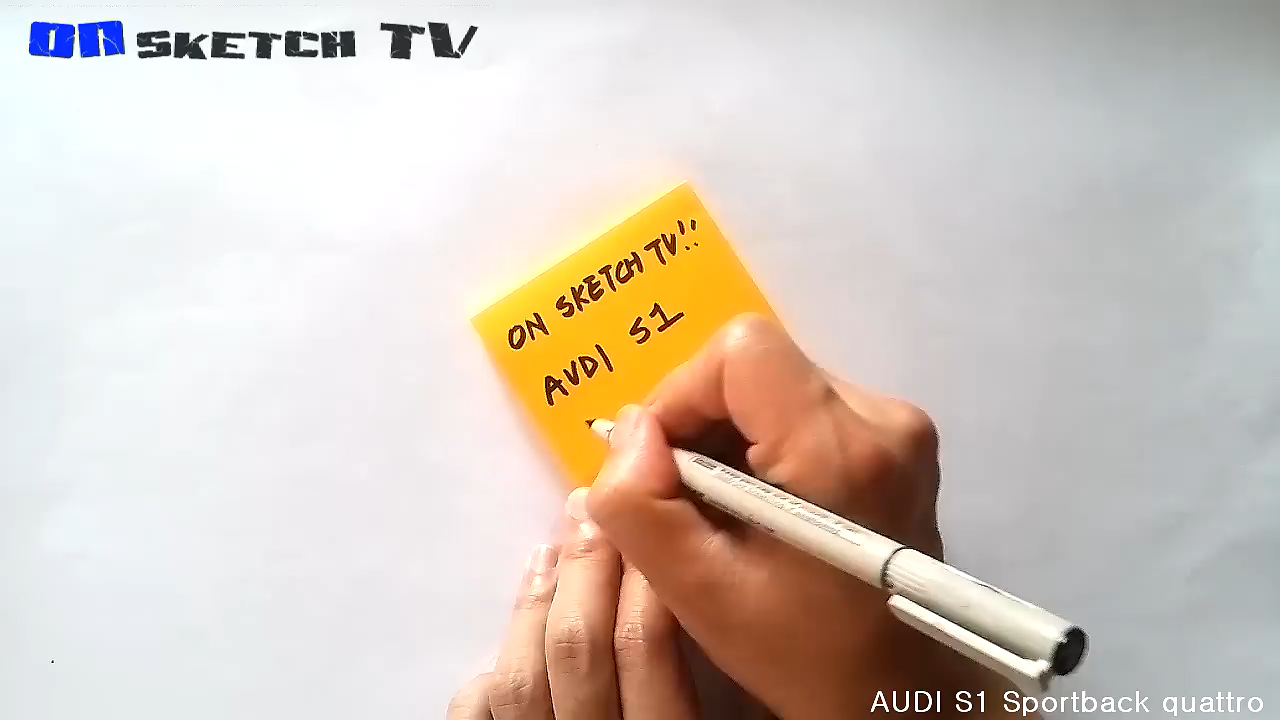 ON SKETCH TV
ON SKETCH TV!!
AUDI S1
AUDI S1 Sportback quattro